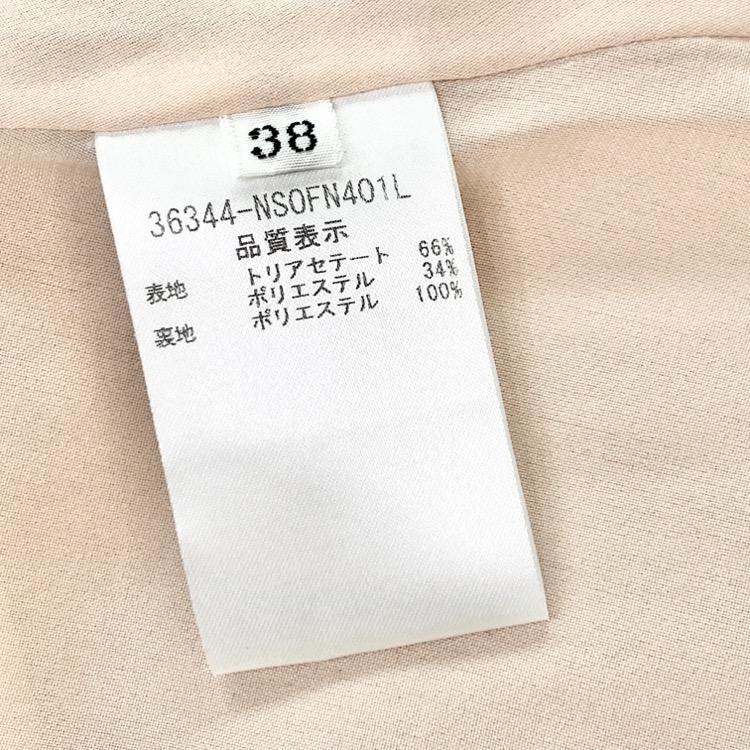 38
36344-NSOFN401L
品質表示
表地 トリアセテート 66%
ポリエステル 34%
裏地 ポリエステル 100%